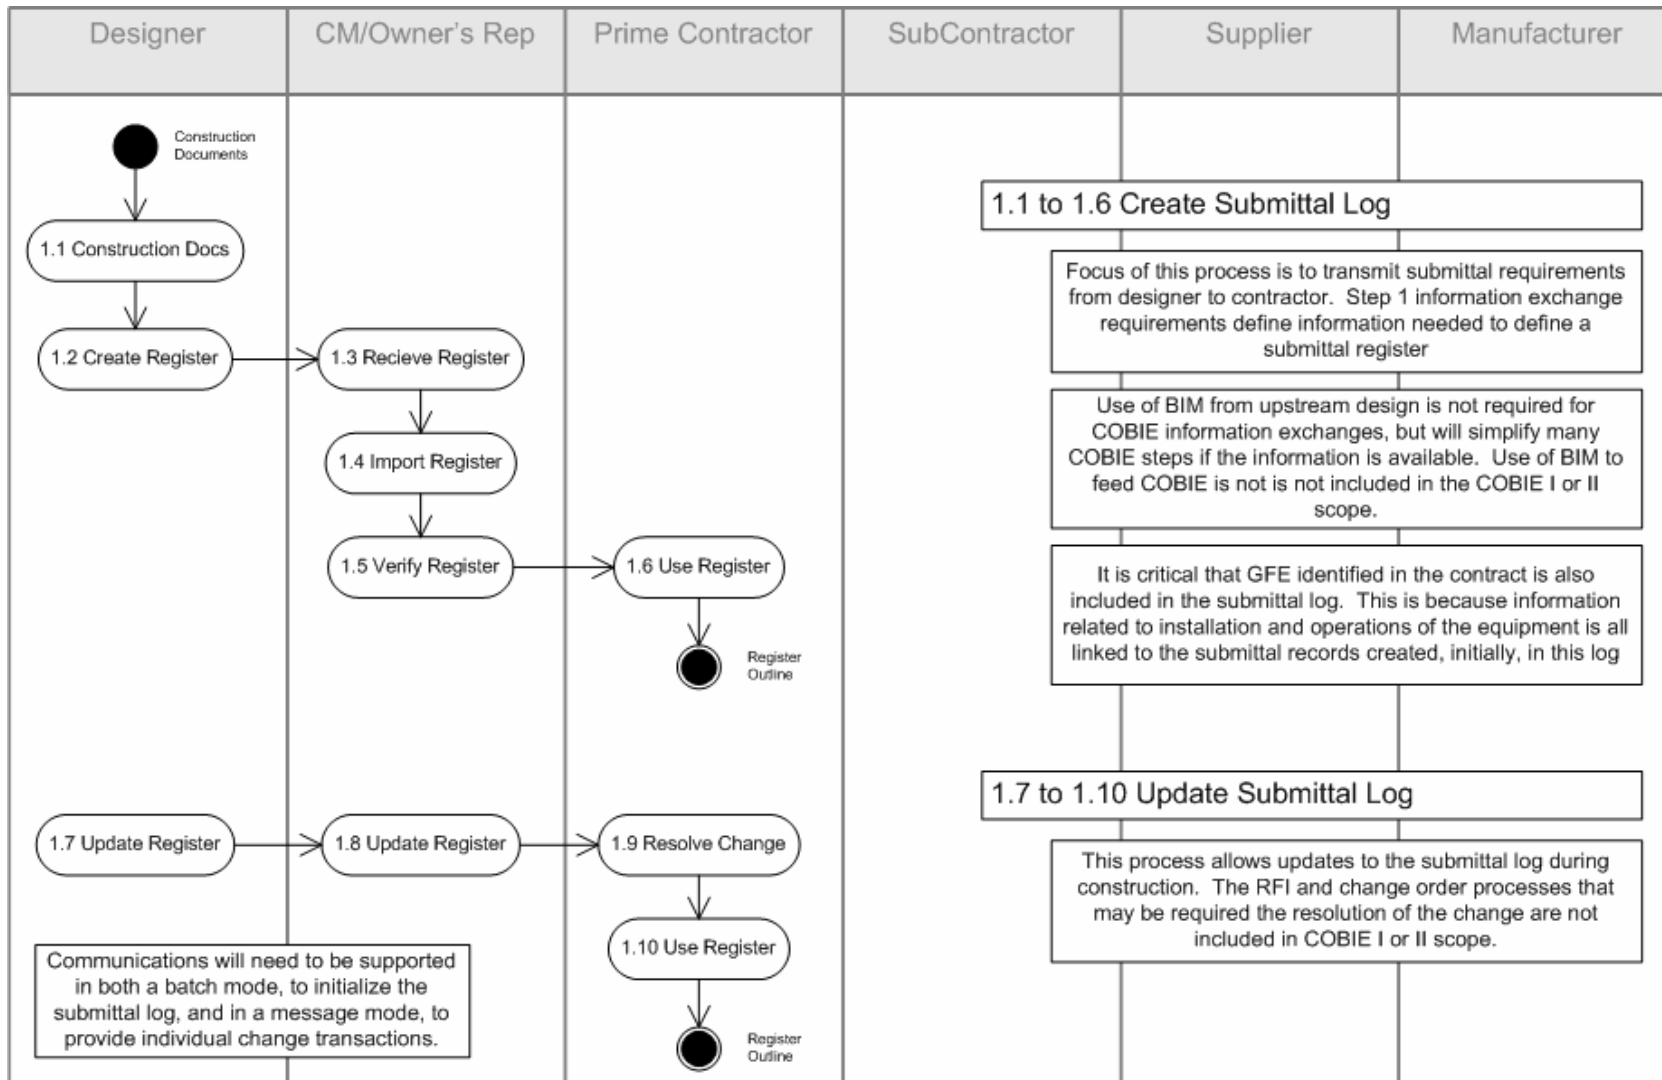 Designer
CM/Owner's Rep
Prime Contractor
SubContractor
Supplier
Manufacturer
Construction
Documents
1.1 Construction Docs
1.2 Create Register
1.3 Recieve Register
1.4 Import Register
1.5 Verify Register
1.6 Use Register
Register
Outline
1.1 to 1.6 Create Submittal Log
Focus of this process is to transmit submittal requirements
from designer to contractor. Step 1 information exchange
requirements define information needed to define a
submittal register
Use of BIM from upstream design is not required for
COBIE information exchanges, but will simplify many
COBIE steps if the information is available. Use of BIM to
feed COBIE is not is not included in the COBIE I or II
scope.
It is critical that GFE identified in the contract is also
included in the submittal log. This is because information
related to installation and operations of the equipment is all
linked to the submittal records created, initially, in this log
1.7 Update Register
1.8 Update Register
1.9 Resolve Change
1.10 Use Register
Register
Outline
Communications will need to be supported
in both a batch mode, to initialize the
submittal log, and in a message mode, to
provide individual change transactions.
1.7 to 1.10 Update Submittal Log
This process allows updates to the submittal log during
construction. The RFI and change order processes that
may be required the resolution of the change are not
included in COBIE I or II scope.